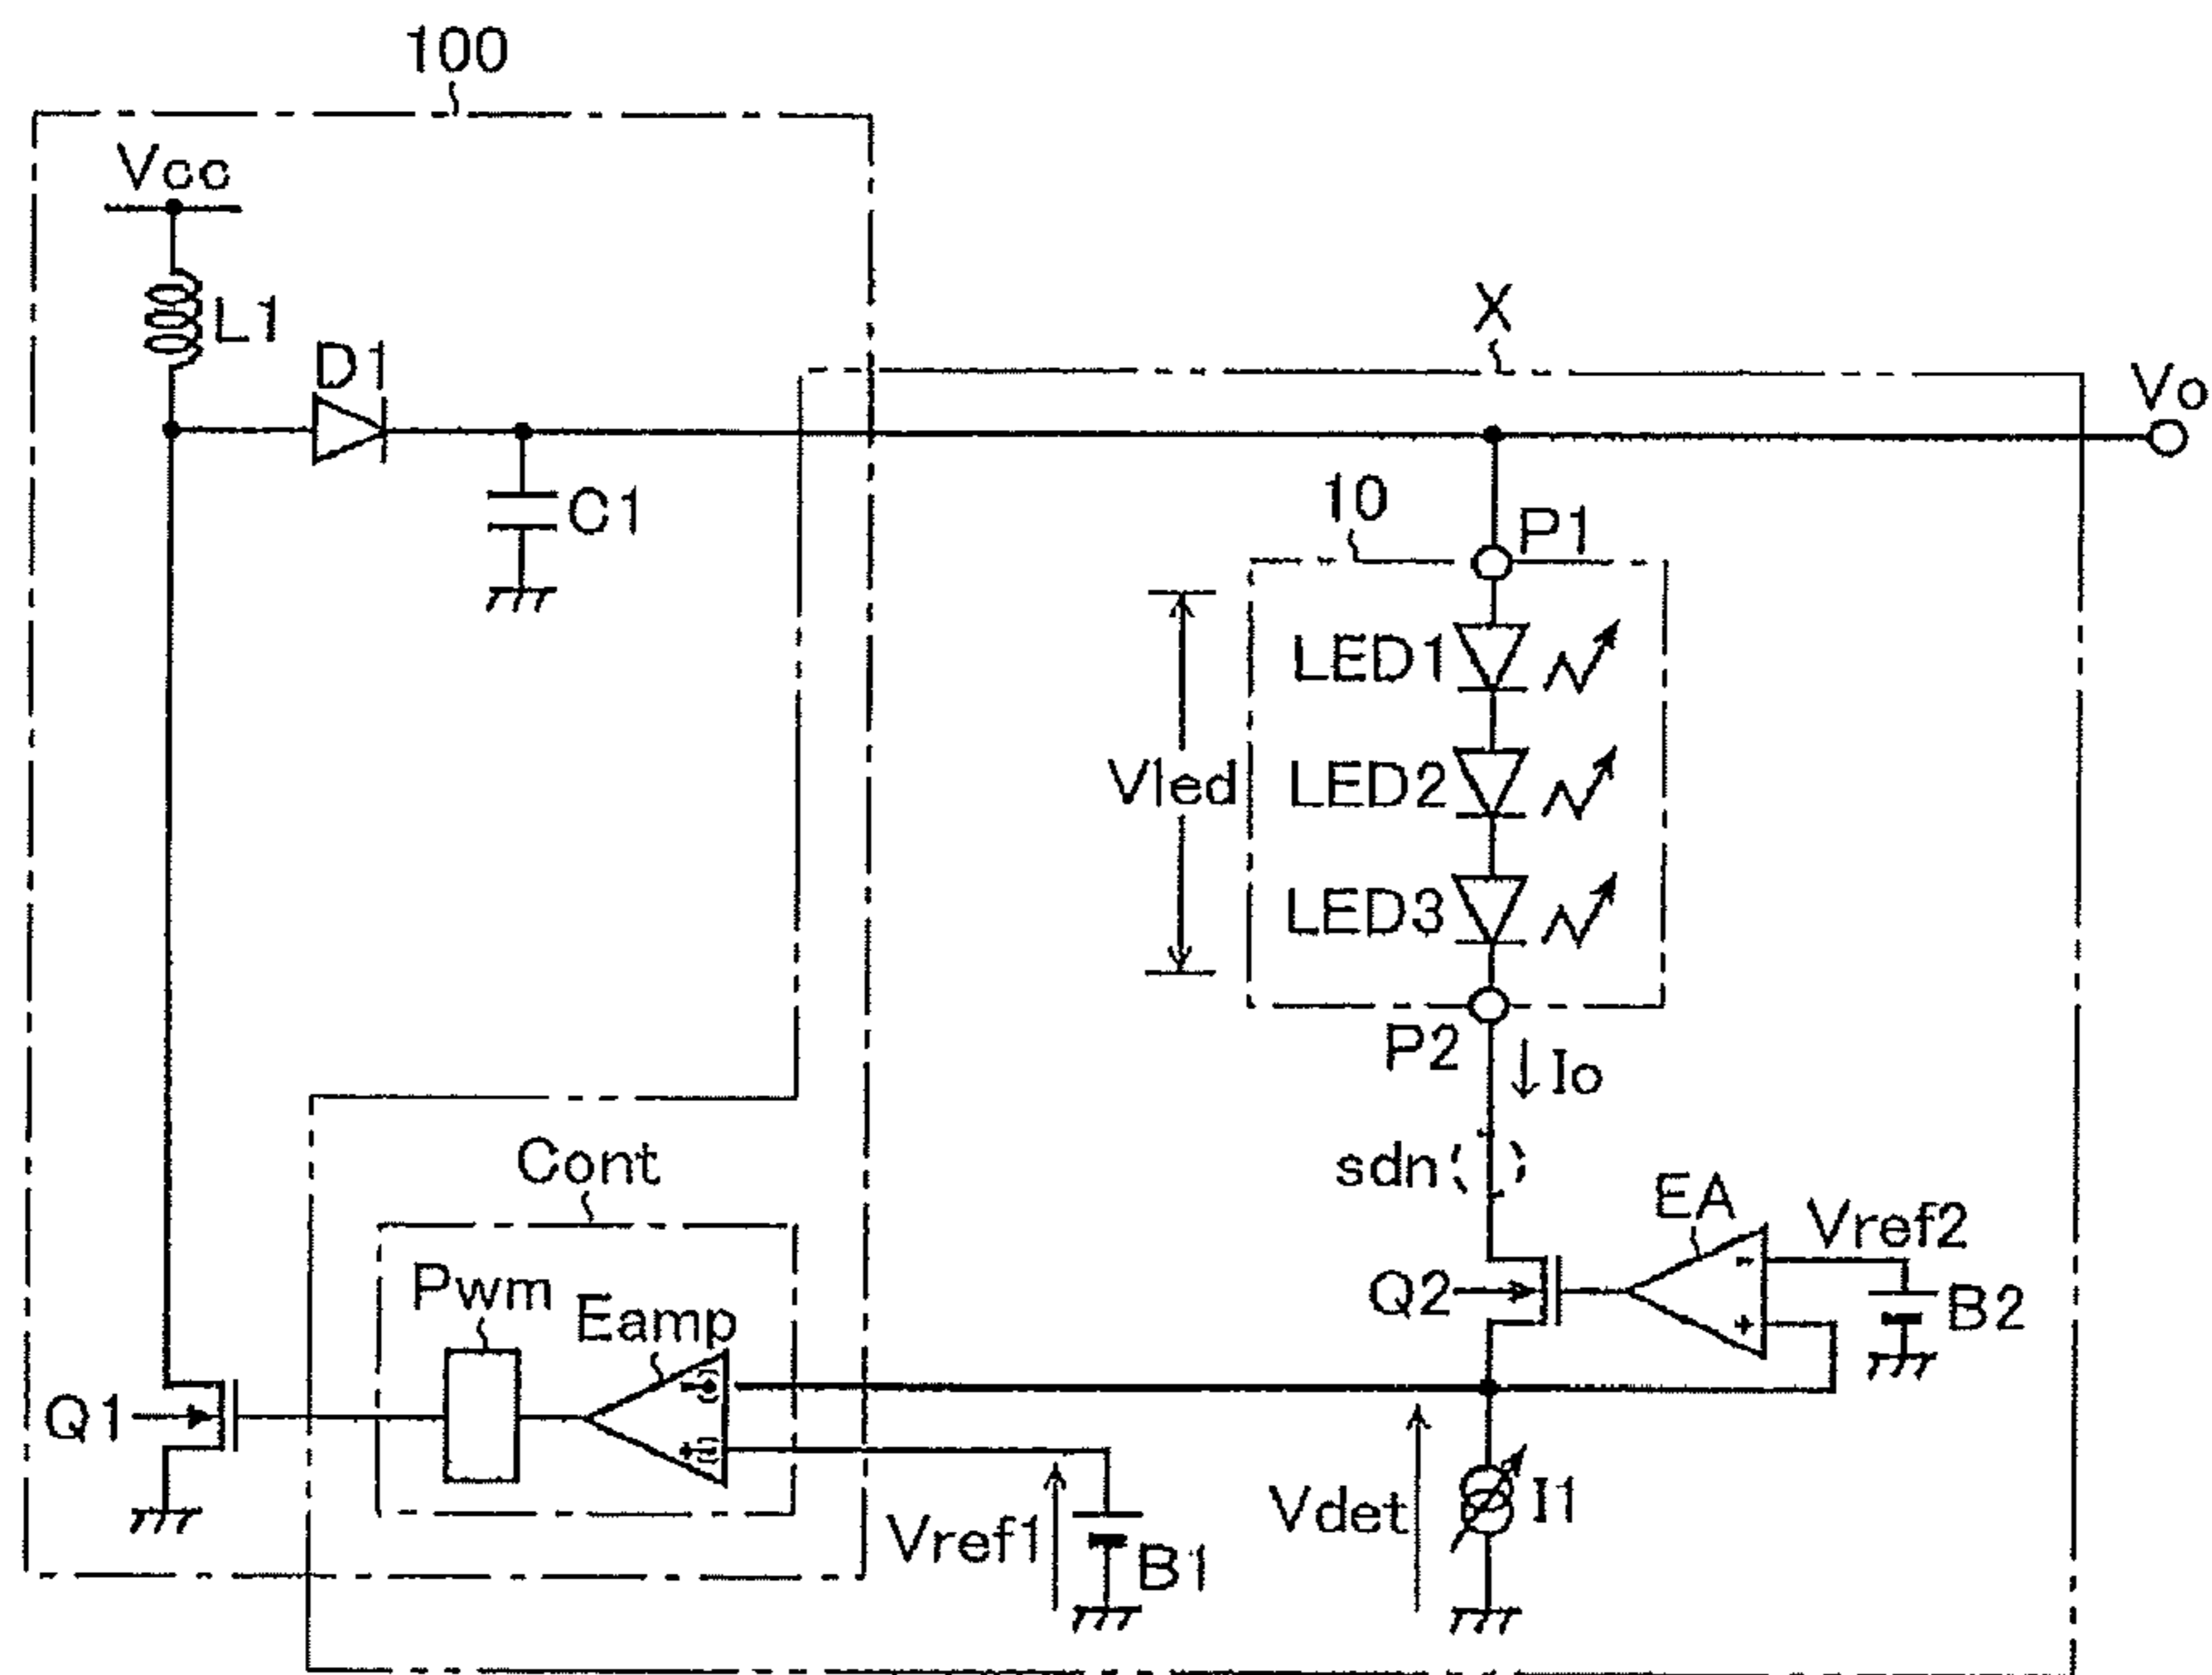 100
Vcc
L1
D1
C1
X
Vo
10
P1
LED1
Vled
LED2
LED3
P2
Io
sdn
EA
Vref2
B2
Q2
-
+
Cont
Pwm
Eamp
-
+
Q1
Vref1
B1
Vdet
I1